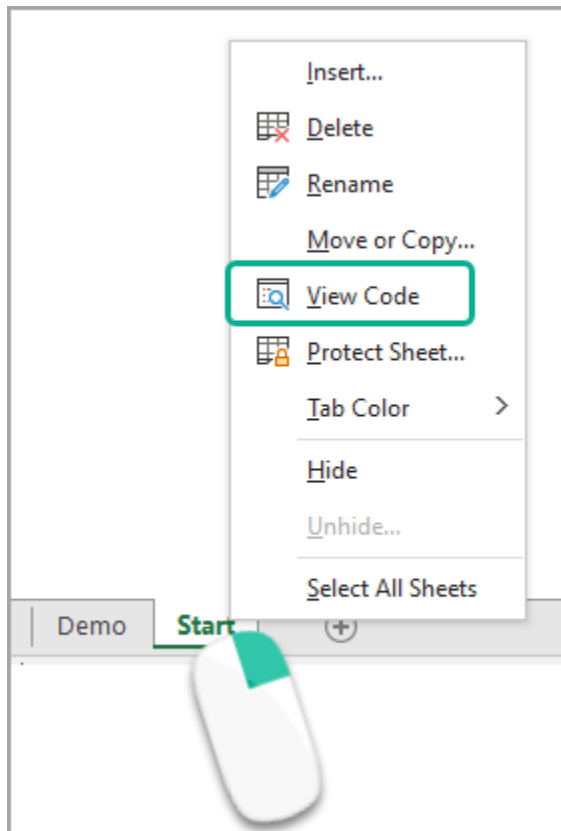 Insert...
Delete
Rename
Move or Copy...
View Code
Protect Sheet...
Tab Color
Hide
Unhide...
Select All Sheets
Demo Start